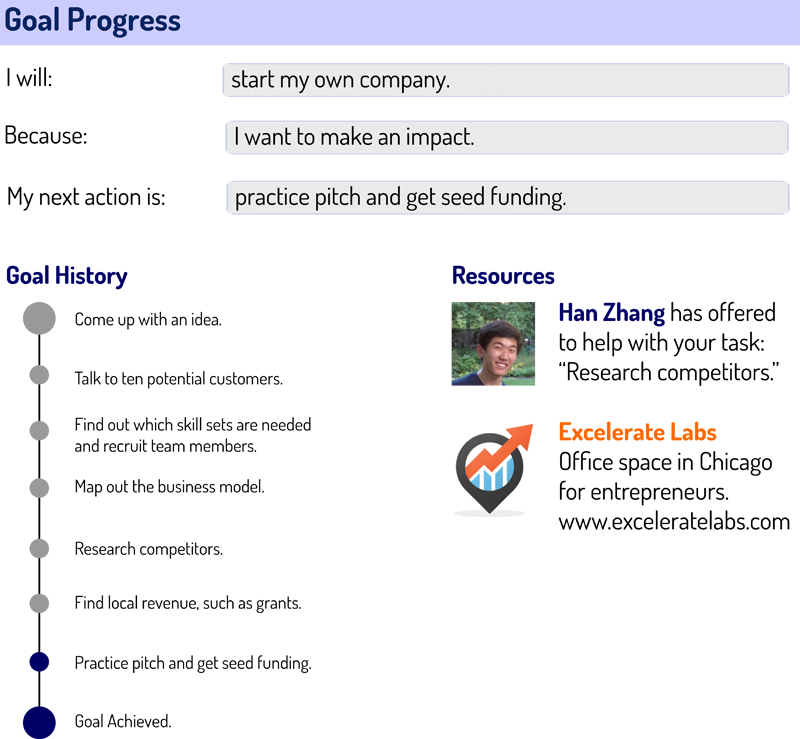 Goal Progress
I will:
start my own company.
Because:
I want to make an impact.
My next action is:
practice pitch and get seed funding.
Goal History
Come up with an idea.
Talk to ten potential customers.
Find out which skill sets are needed
and recruit team members.
Map out the business model.
Research competitors.
Find local revenue, such as grants.
Practice pitch and get seed funding.
Goal Achieved.
Resources
Han Zhang has offered
to help with your task:
“Research competitors.”
Excelerate Labs
Office space in Chicago
for entrepreneurs.
www.exceleratelabs.com